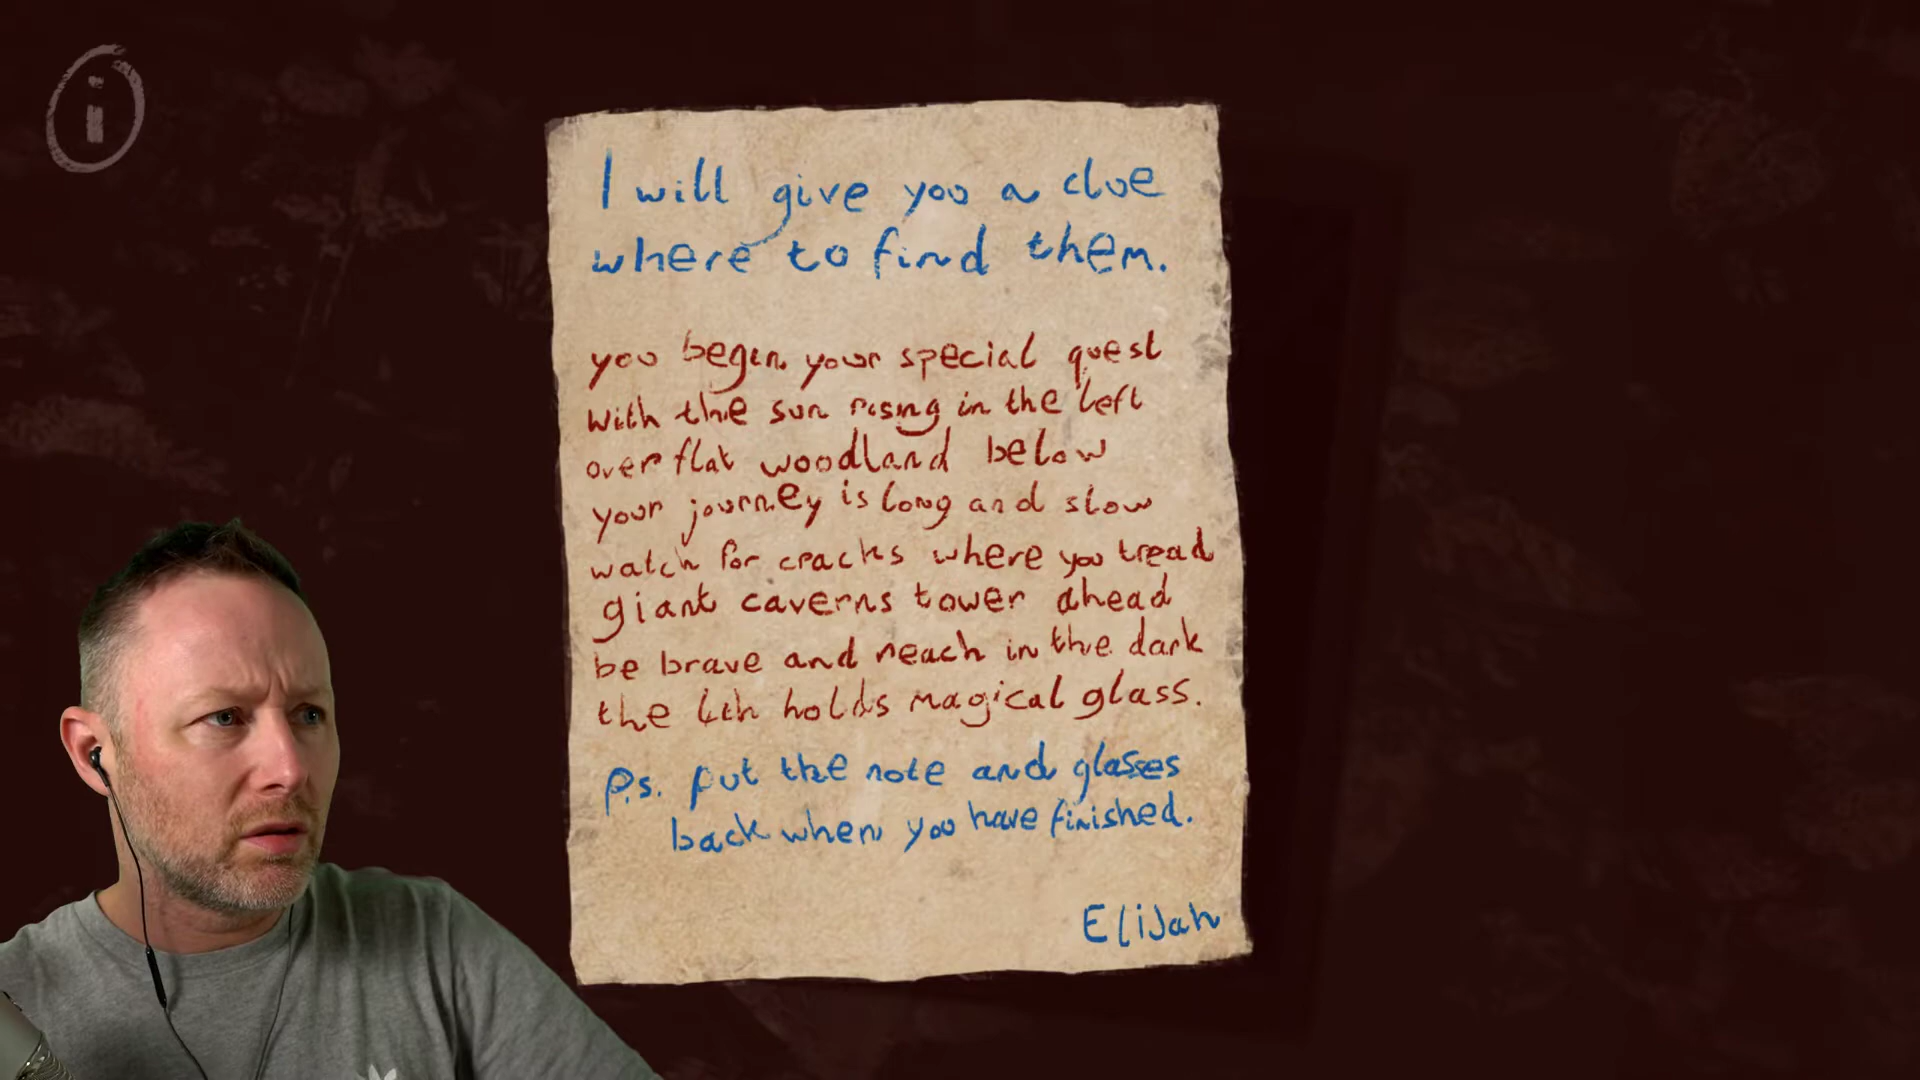 i
I will give you a clue
where to find them.
you begin your special quest
with the sun rising in the left
over flat woodland below
your journey is long and slow
watch for cracks where you tread
giant caverns tower ahead
be brave and reach in the dark
the 4th holds magical glass.
P.s. put the note and glasses
back when you have finished.
Elijah